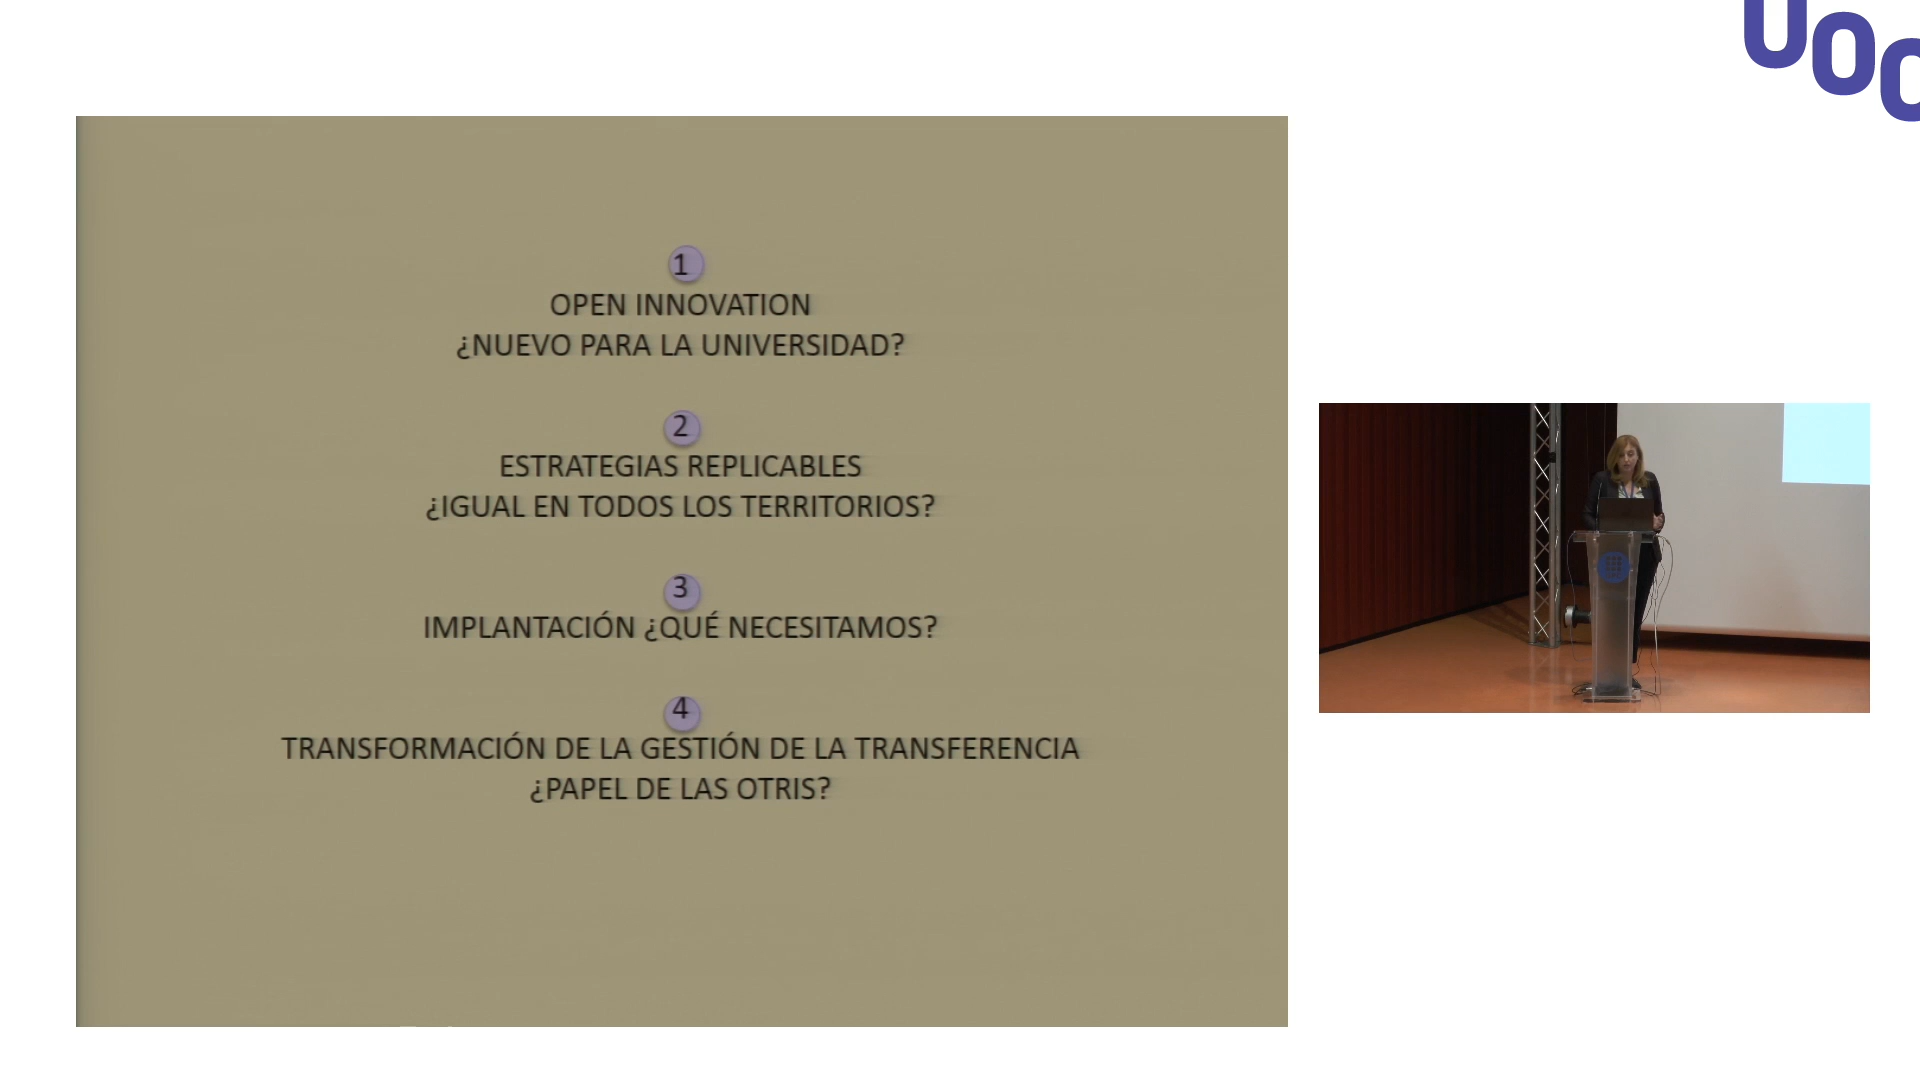 UOC
1
OPEN INNOVATION
¿NUEVO PARA LA UNIVERSIDAD?
2
ESTRATEGIAS REPLICABLES
¿IGUAL EN TODOS LOS TERRITORIOS?
3
IMPLANTACIÓN ¿QUÉ NECESITAMOS?
4
TRANSFORMACIÓN DE LA GESTIÓN DE LA TRANSFERENCIA
¿PAPEL DE LAS OTRIS?